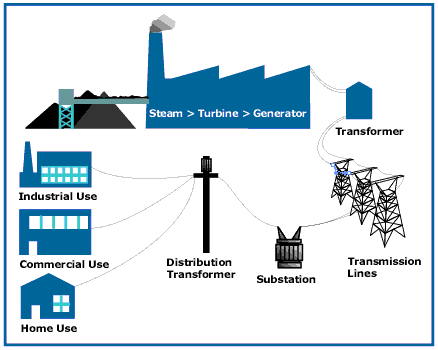 Steam > Turbine > Generator
Transformer
Industrial Use
Commercial Use
Home Use
Distribution
Transformer
Substation
Transmission
Lines